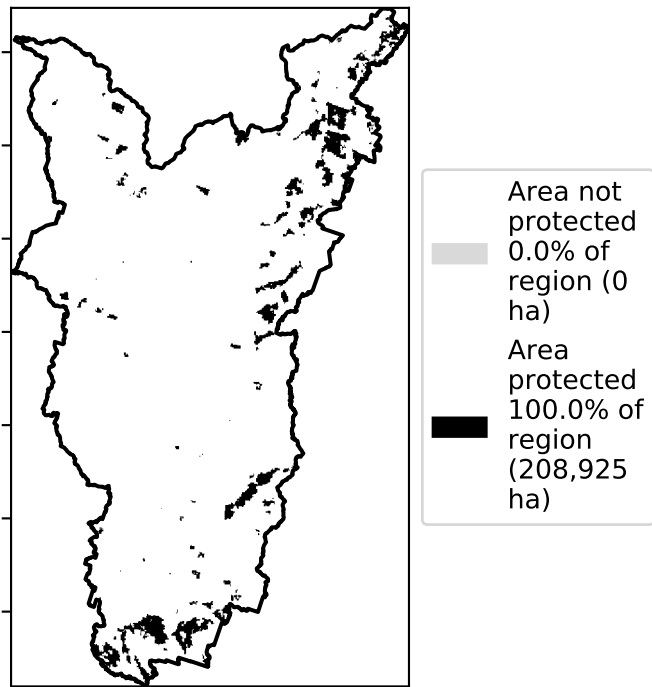 Area not
protected
0.0% of
region (0
ha)
Area
protected
100.0% of
region
(208,925
ha)